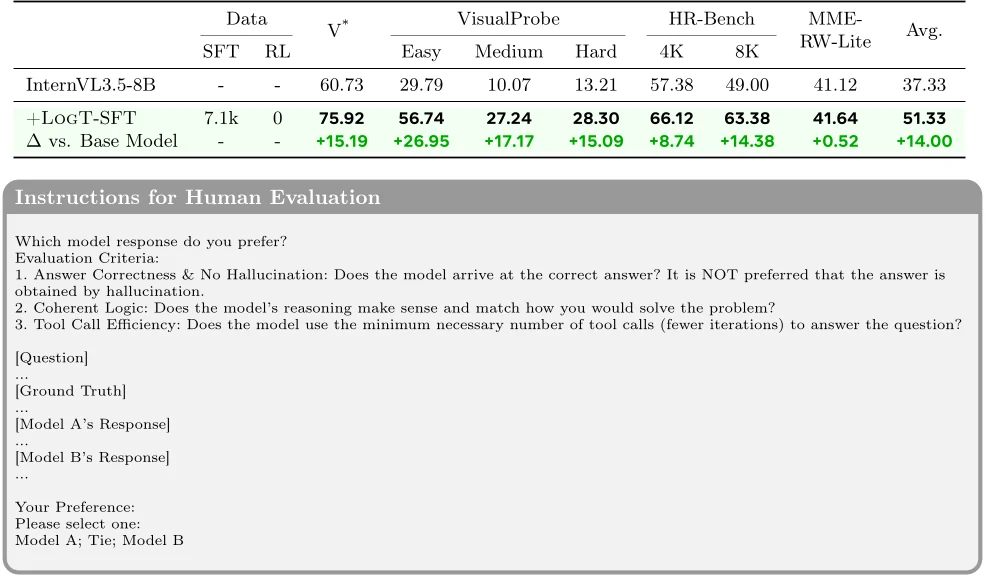 Data V* VisualProbe HR-Bench MME-RW-Lite Avg.
SFT RL Easy Medium Hard 4K 8K
InternVL3.5-8B - - 60.73 29.79 10.07 13.21 57.38 49.00 41.12 37.33
+LOGT-SFT 7.1k 0 75.92 56.74 27.24 28.30 66.12 63.38 41.64 51.33
Δ vs. Base Model - - +15.19 +26.95 +17.17 +15.09 +8.74 +14.38 +0.52 +14.00
Instructions for Human Evaluation
Which model response do you prefer?
Evaluation Criteria:
1. Answer Correctness & No Hallucination: Does the model arrive at the correct answer? It is NOT preferred that the answer is
obtained by hallucination.
2. Coherent Logic: Does the model's reasoning make sense and match how you would solve the problem?
3. Tool Call Efficiency: Does the model use the minimum necessary number of tool calls (fewer iterations) to answer the question?
[Question]
...
[Ground Truth]
...
[Model A's Response]
...
[Model B's Response]
...
Your Preference:
Please select one:
Model A; Tie; Model B